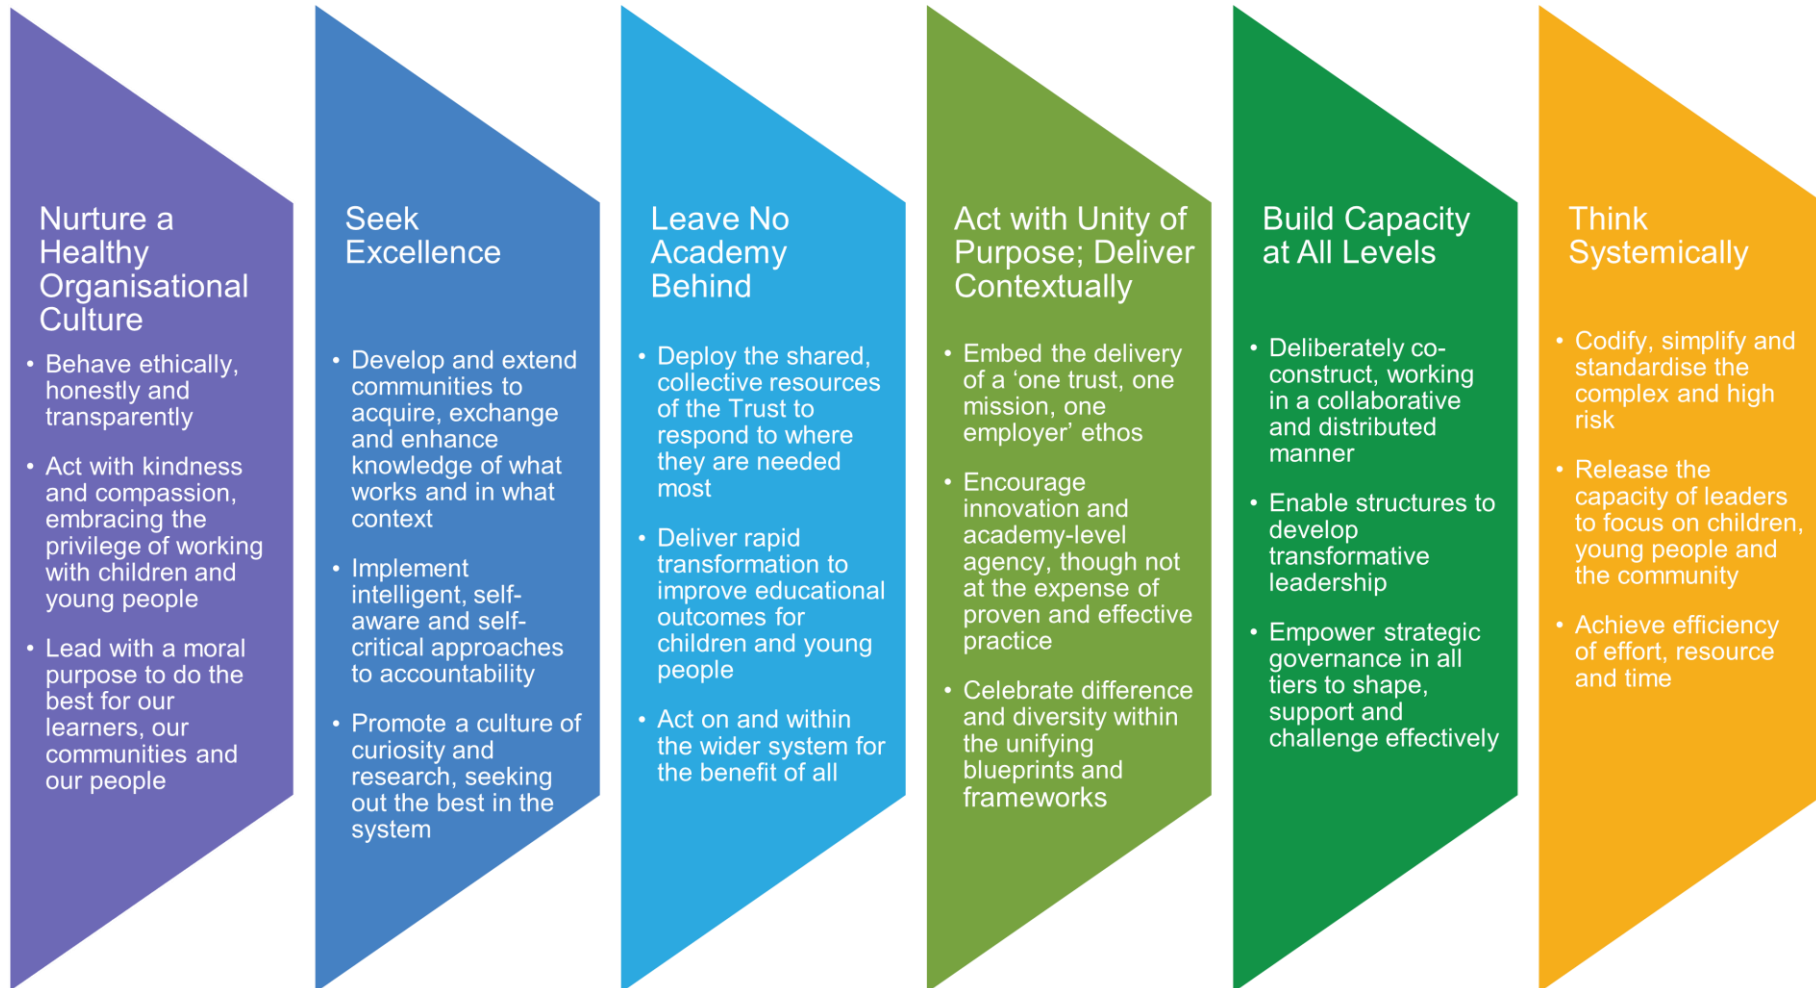 Nurture a
Healthy
Organisational
Culture
• Behave ethically,
honestly and
transparently
• Act with kindness
and compassion,
embracing the
privilege of working
with children and
young people
• Lead with a moral
purpose to do the
best for our
learners, our
communities and
our people
Seek
Excellence
• Develop and extend
communities to
acquire, exchange
and enhance
knowledge of what
works and in what
context
• Implement
intelligent, self-
aware and self-
critical approaches
to accountability
• Promote a culture of
curiosity and
research, seeking
out the best in the
system
Leave No
Academy
Behind
• Deploy the shared,
collective resources
of the Trust to
respond to where
they are needed
most
• Deliver rapid
transformation to
improve educational
outcomes for
children and young
people
• Act on and within
the wider system for
the benefit of all
Act with Unity of
Purpose; Deliver
Contextually
• Embed the delivery
of a ‘one trust, one
mission, one
employer’ ethos
• Encourage
innovation and
academy-level
agency, though not
at the expense of
proven and effective
practice
• Celebrate difference
and diversity within
the unifying
blueprints and
frameworks
Build Capacity
at All Levels
• Deliberately co-
construct, working
in a collaborative
and distributed
manner
• Enable structures to
develop
transformative
leadership
• Empower strategic
governance in all
tiers to shape,
support and
challenge effectively
Think
Systemically
• Codify, simplify and
standardise the
complex and high
risk
• Release the
capacity of leaders
to focus on children,
young people and
the community
• Achieve efficiency
of effort, resource
and time